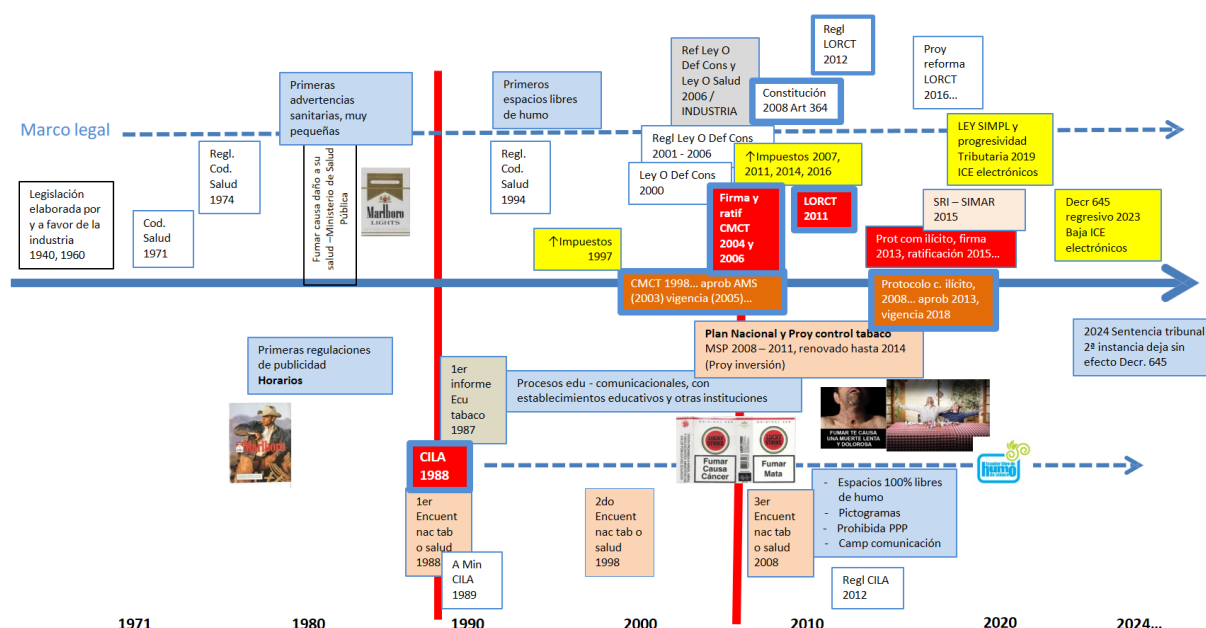 Marco legal
Legislación
elaborada por
y a favor de la
industria
1940, 1960
Cod.
Salud
1971
Regl.
Cod.
Salud
1974
Primeras
advertencias
sanitarias, muy
pequeñas
Fumar causa daño a su
salud –Ministerio de Salud
Pública
Marlboro
LIGHTS
Primeros
espacios libres
de humo
Regl.
Cod.
Salud
1994
↑Impuestos
1997
Ref Ley O
Def Cons y
Ley O Salud
2006 /
INDUSTRIA
Regl Ley O Def Cons
2001 - 2006
Ley O Def Cons
2000
Firma y
ratif
CMCT
2004 y
2006
CMCT 1998... aprob AMS
(2003) vigencia (2005)...
Constitución
2008 Art 364
Regl
LORCT
2012
↑Impuestos 2007,
2011, 2014, 2016
LORCT
2011
Proy
reforma
LORCT
2016...
LEY SIMPL y
progresividad
Tributaria 2019
ICE electrónicos
SRI – SIMAR
2015
Prot com ilícito, firma
2013, ratificación 2015...
Protocolo c. ilícito,
2008... aprob 2013,
vigencia 2018
Decr 645
regresivo 2023
Baja ICE
electrónicos
Primeras regulaciones
de publicidad
Horarios
Marlboro
1er
informe
Ecu
tabaco
1987
CILA
1988
1er
Encuent
nac tab
o salud
1988
A Min
CILA
1989
Procesos edu - comunicacionales, con
establecimientos educativos y otras instituciones
Plan Nacional y Proy control tabaco
MSP 2008 – 2011, renovado hasta 2014
(Proy inversión)
2024 Sentencia tribunal
2ª instancia deja sin
efecto Decr. 645
2do
Encuent
nac tab o
salud
1998
LUCKY
STRIKE
Fumar
Causa
Cáncer
LUCKY
STRIKE
Fumar
Mata
3er
Encuent
nac tab
o salud
2008
FUMAR TE CAUSA
UNA MUERTE LENTA
Y DOLOROSA
- Espacios 100% libres
de humo
- Pictogramas
- Prohibida PPP
- Camp comunicación
humo
Regl CILA
2012
1971
1980
1990
2000
2010
2020
2024...